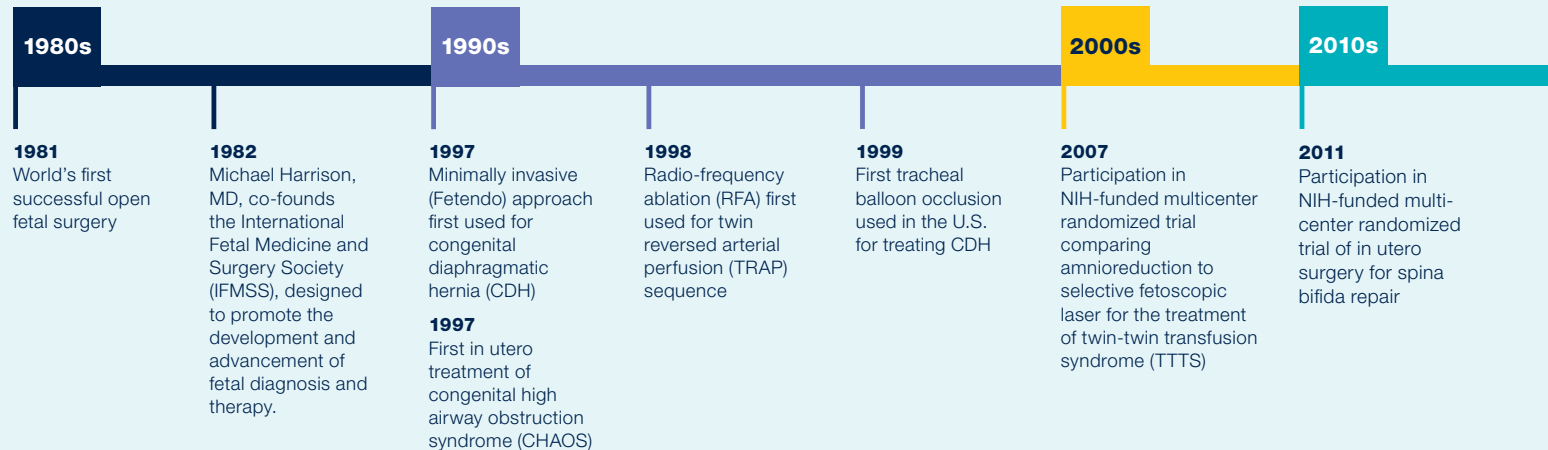 1980s
1990s
2000s
2010s
1981
World’s first
successful open
fetal surgery
1982
Michael Harrison,
MD, co-founds
the International
Fetal Medicine and
Surgery Society
(IFMSS), designed
to promote the
development and
advancement of
fetal diagnosis and
therapy.
1997
Minimally invasive
(Fetendo) approach
first used for
congenital
diaphragmatic
hernia (CDH)
1997
First in utero
treatment of
congenital high
airway obstruction
syndrome (CHAOS)
1998
Radio-frequency
ablation (RFA) first
used for twin
reversed arterial
perfusion (TRAP)
sequence
1999
First tracheal
balloon occlusion
used in the U.S.
for treating CDH
2007
Participation in
NIH-funded multicenter
randomized trial
comparing
amnioreduction to
selective fetoscopic
laser for the treatment
of twin-twin transfusion
syndrome (TTTS)
2011
Participation in
NIH-funded multi-
center randomized
trial of in utero
surgery for spina
bifida repair